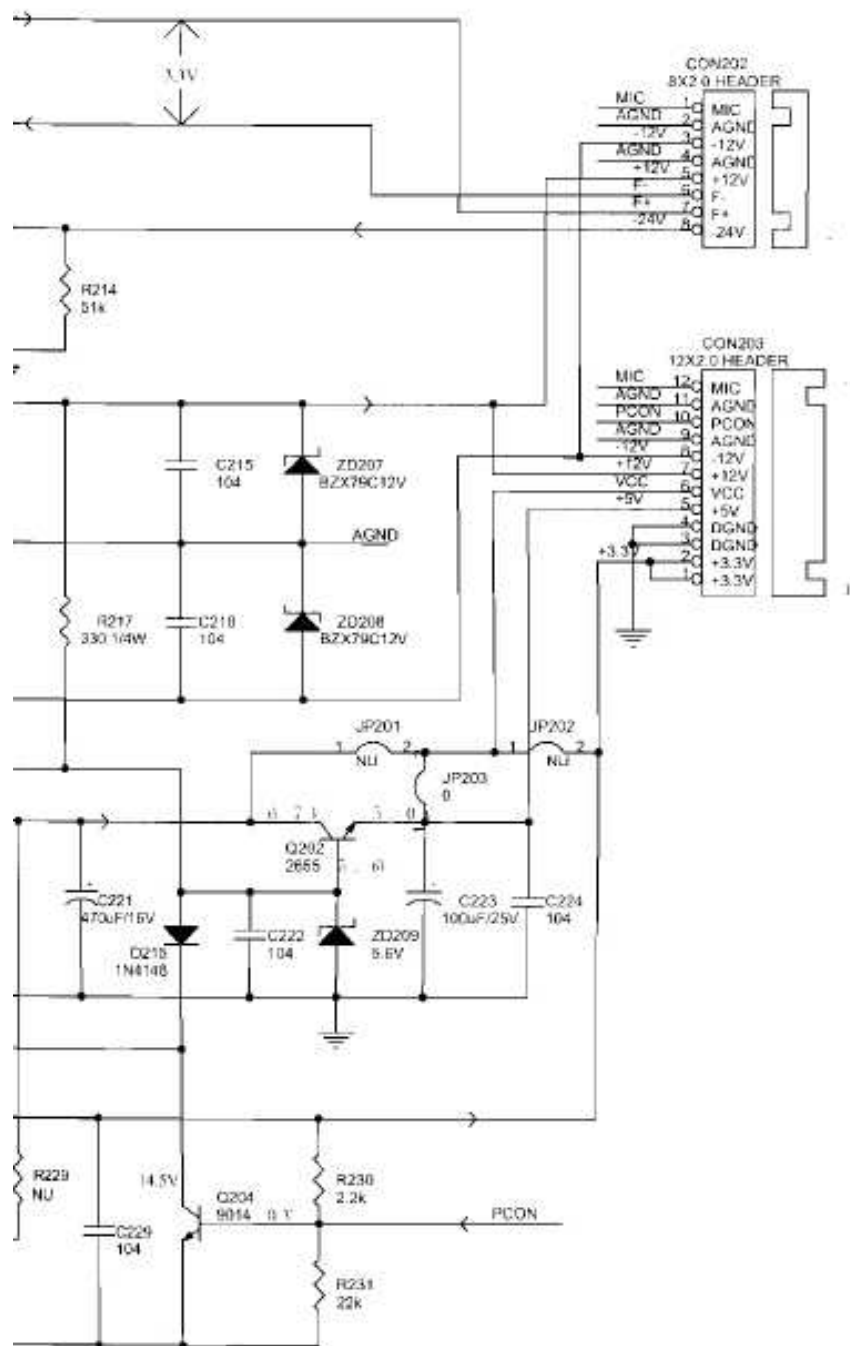 CON202
8X2.0 HEADER
MIC 1 MIC
AGND 2 AGND
-12V 3 -12V
AGND 4 AGND
+12V 5 +12V
F- 6 F-
F+ 7 F+
-24V 8 -24V
R214
51k
CON203
12X2.0 HEADER
MIC 12 MIC
AGND 11 AGND
PCON 10 PCON
AGND 9 AGND
-12V 8 -12V
+12V 7 +12V
VCC 6 VCC
+5V 5 +5V
4 DGND
3 DGND
+3.3V 2 +3.3V
1 +3.3V
C215
104
ZD207
BZX79C12V
AGND
R217
330 1/4W
C218
104
ZD208
BZX79C12V
JP201
1 2
NU
JP202
1 2
NU
JP203
0
Q202
2655
C221
470uF/16V
D215
1N4148
C222
104
ZD209
5.6V
C223
100uF/25V
C224
104
R229
NU
14.5V
Q204
9014
R230
2.2k
PCON
C229
104
R231
22k